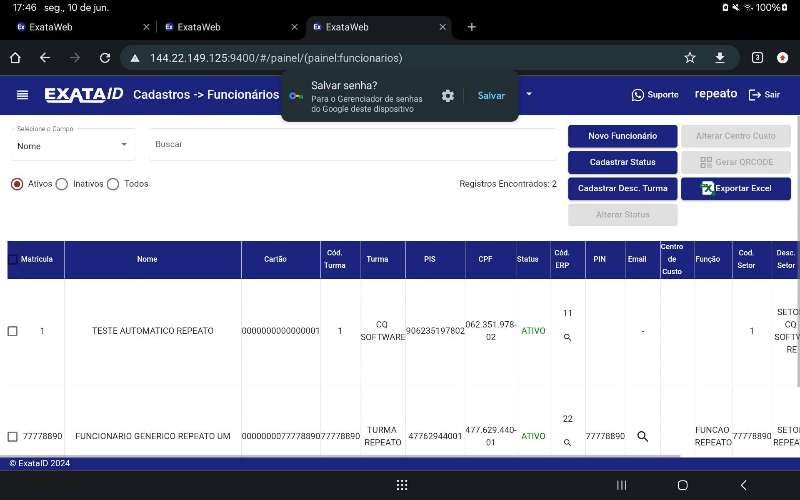 17:46 seg., 10 de jun.
100%
ExataWeb
ExataWeb
ExataWeb
144.22.149.125:9400/#/painel/(painel:funcionarios)
3
EXATA ID
Cadastros -> Funcionários
Salvar senha?
Para o Gerenciador de senhas
do Google deste dispositivo
Salvar
Suporte
repeato
Sair
Selecione o Campo
Nome
Buscar
Ativos
Inativos
Todos
Registros Encontrados: 2
Novo Funcionário
Alterar Centro Custo
Cadastrar Status
Gerar QRCODE
Cadastrar Desc. Turma
Exportar Excel
Alterar Status
Matricula
Nome
Cartão
Cód.
Turma
Turma
PIS
CPF
Status
Cód.
ERP
PIN
Email
Centro
de
Custo
Função
Cod.
Setor
Desc.
Setor
1
TESTE AUTOMATICO REPEATO
0000000000000001
1
CQ
SOFTWARE
906235197802
062.351.978-
02
ATIVO
11
-
1
SETOR
CQ
SOFTW
RE
77778890
FUNCIONARIO GENERICO REPEATO UM
0000000077778890
77778890
TURMA
REPEATO
47762944001
477.629.440-
01
ATIVO
22
77778890
FUNCAO
REPEATO
77778890
SETOR
REPEA
© ExataID 2024